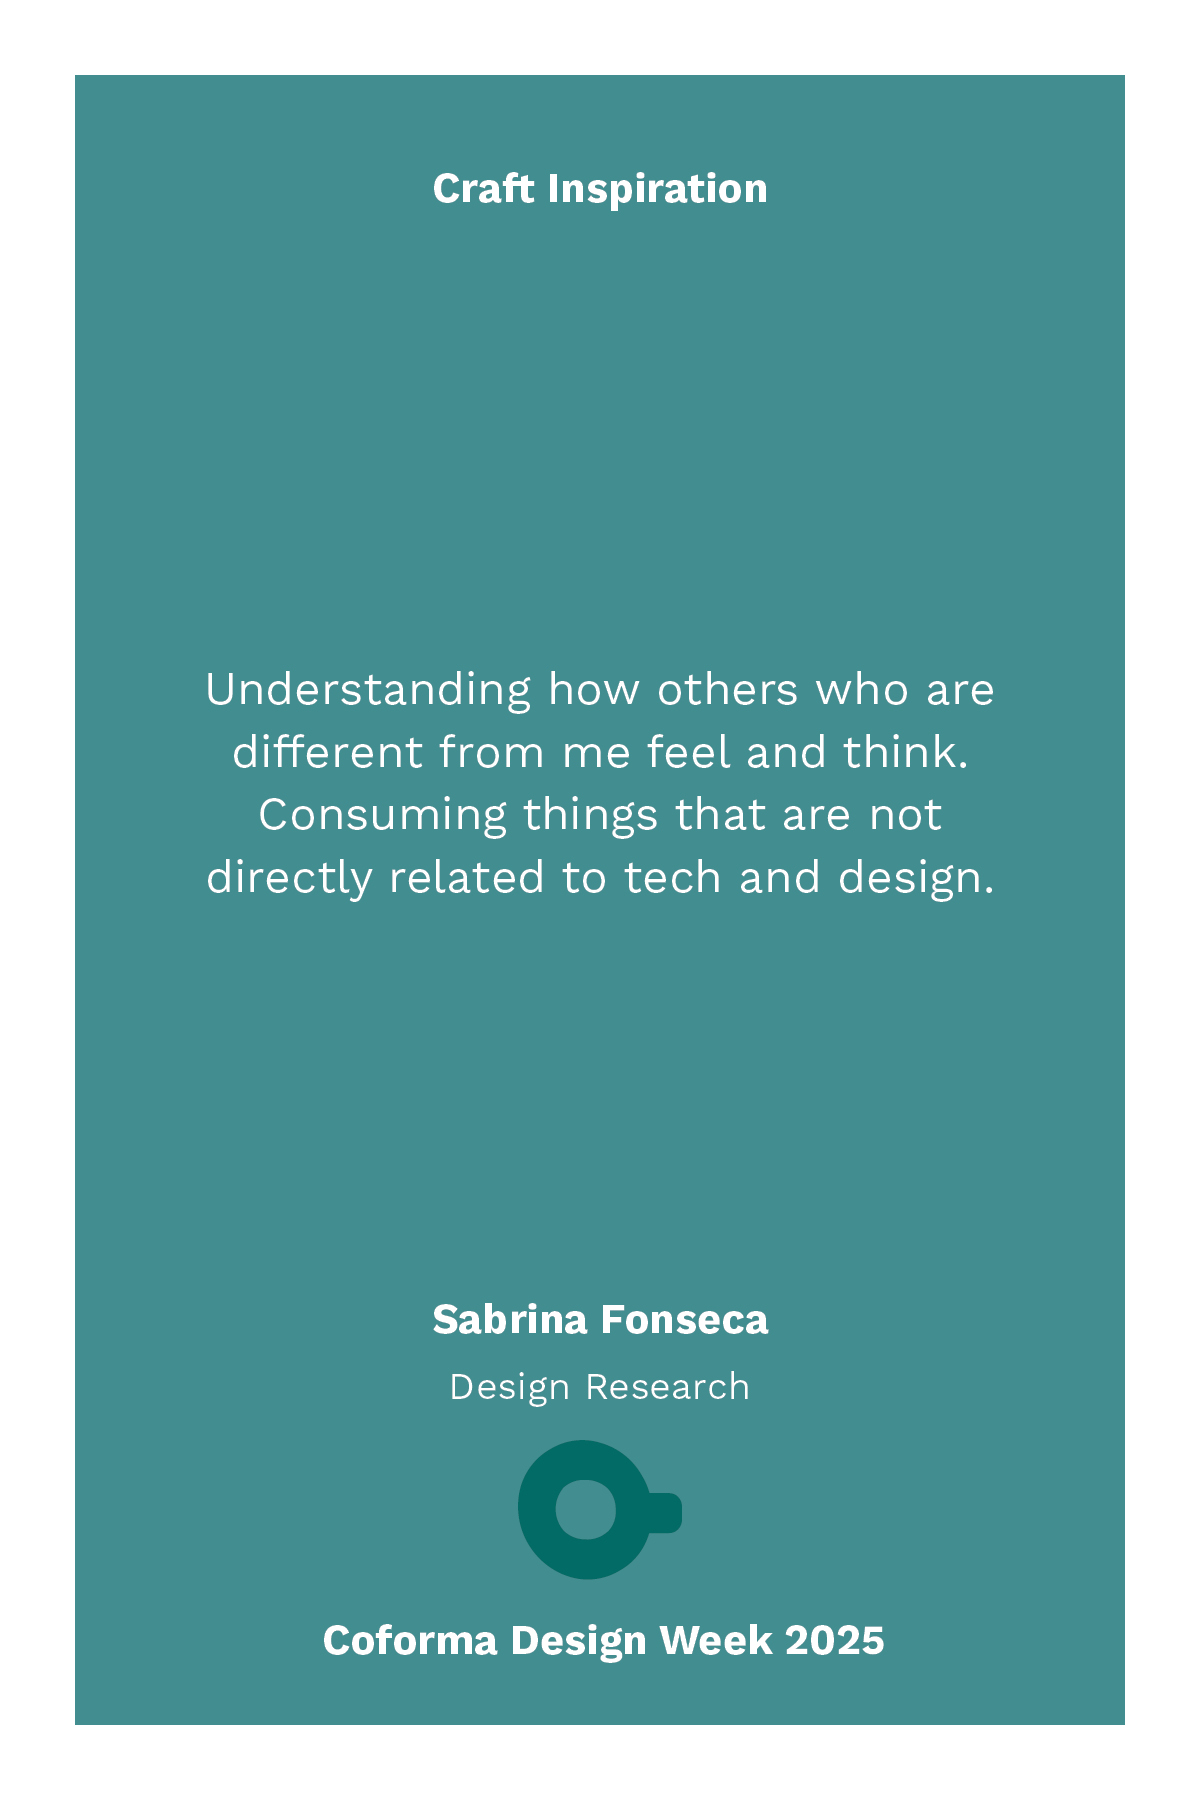 Craft Inspiration
Understanding how others who are
different from me feel and think.
Consuming things that are not
directly related to tech and design.
Sabrina Fonseca
Design Research
Coforma Design Week 2025